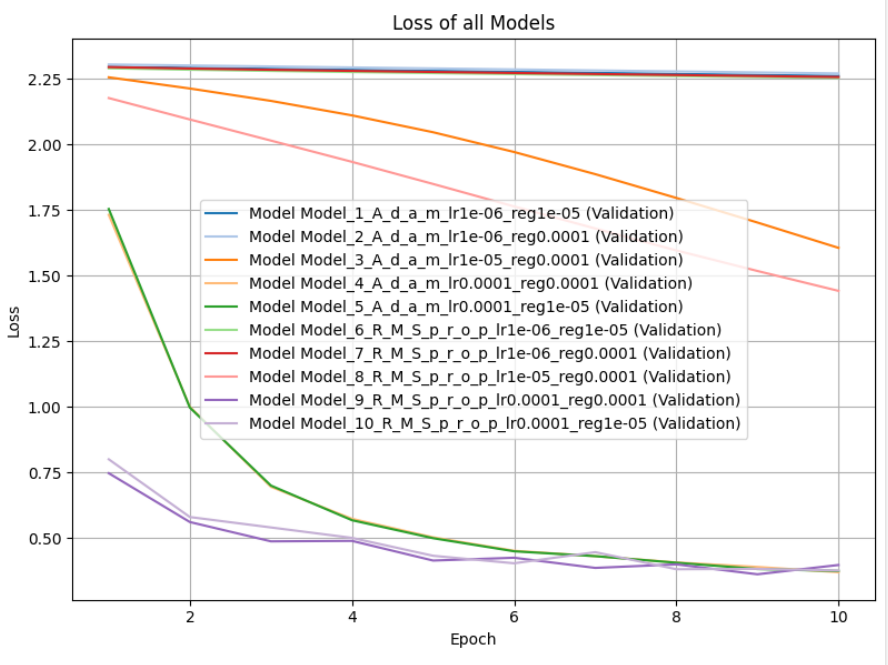 Loss of all Models
2.25
2.00
1.75
1.50
1.25
1.00
0.75
0.50
Loss
Model Model_1_A_d_a_m_lr1e-06_reg1e-05 (Validation)
Model Model_2_A_d_a_m_lr1e-06_reg0.0001 (Validation)
Model Model_3_A_d_a_m_lr1e-05_reg0.0001 (Validation)
Model Model_4_A_d_a_m_lr0.0001_reg0.0001 (Validation)
Model Model_5_A_d_a_m_lr0.0001_reg1e-05 (Validation)
Model Model_6_R_M_S_p_r_o_p_lr1e-06_reg1e-05 (Validation)
Model Model_7_R_M_S_p_r_o_p_lr1e-06_reg0.0001 (Validation)
Model Model_8_R_M_S_p_r_o_p_lr1e-05_reg0.0001 (Validation)
Model Model_9_R_M_S_p_r_o_p_lr0.0001_reg0.0001 (Validation)
Model Model_10_R_M_S_p_r_o_p_lr0.0001_reg1e-05 (Validation)
2 4 6 8 10
Epoch